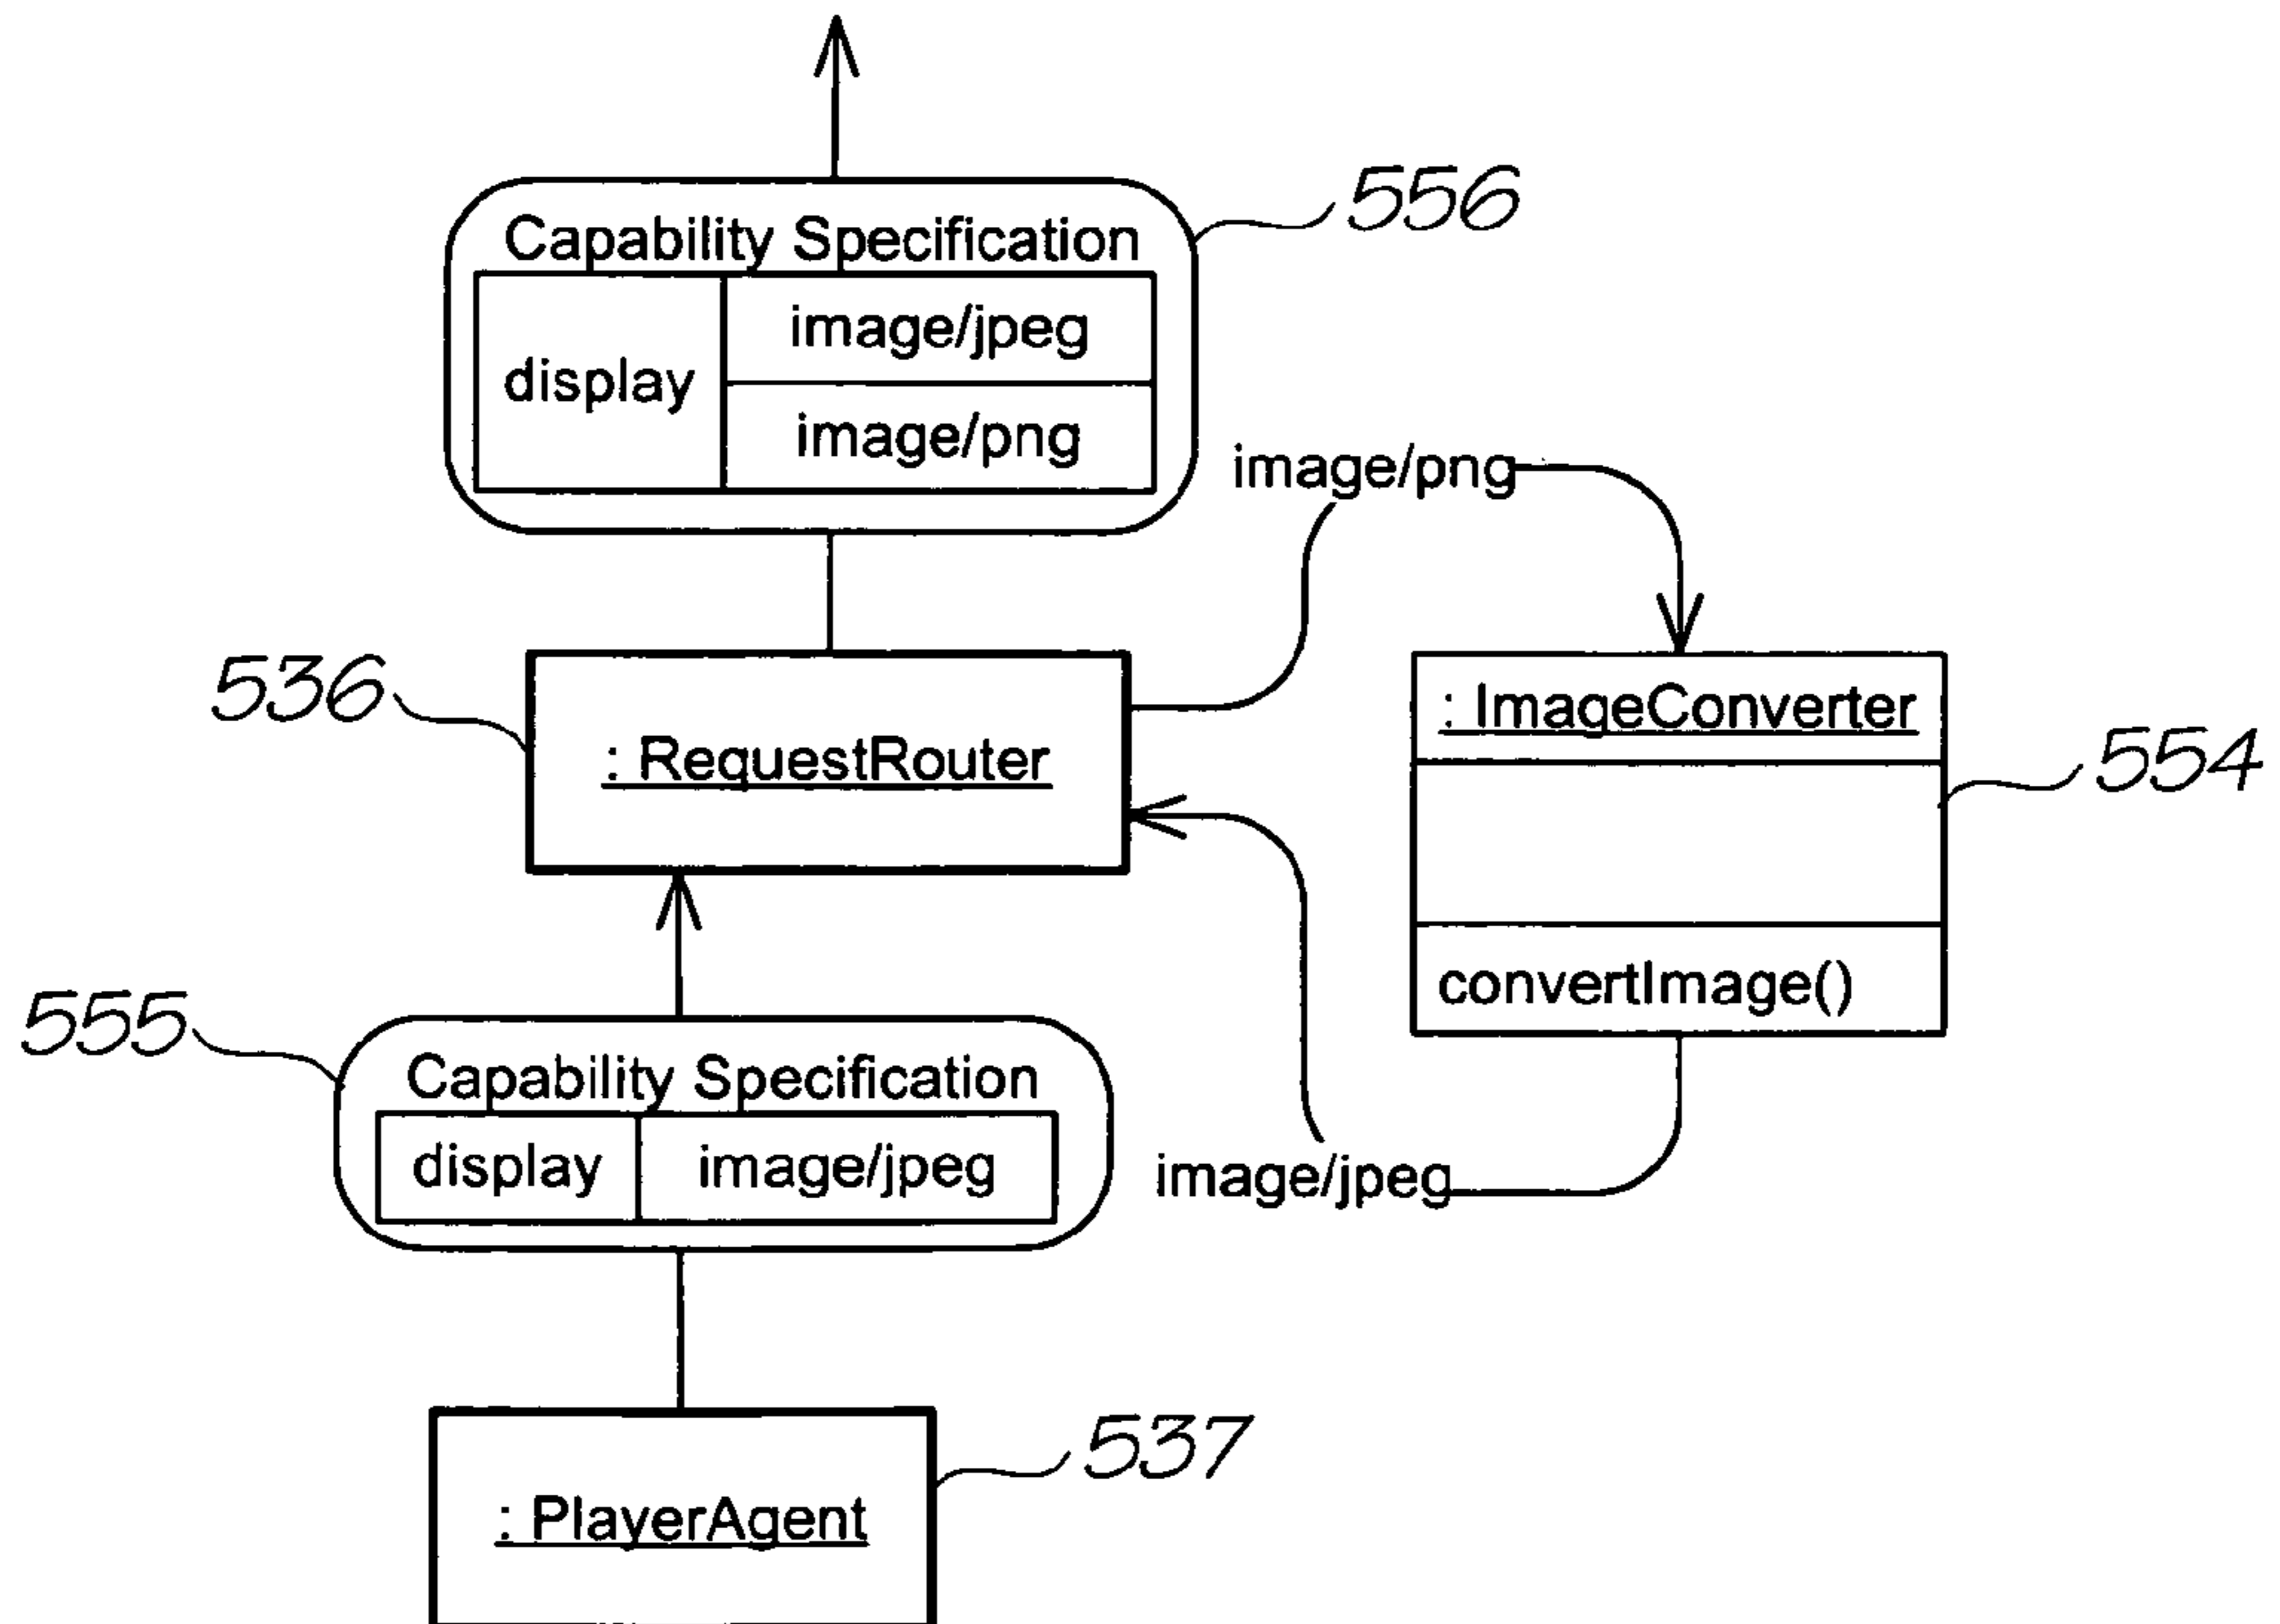 556
Capability Specification
display
image/jpeg
image/png
image/png
536
: RequestRouter
: ImageConverter
554
convertImage()
555
Capability Specification
display image/jpeg
image/jpeg
537
: PlayerAgent